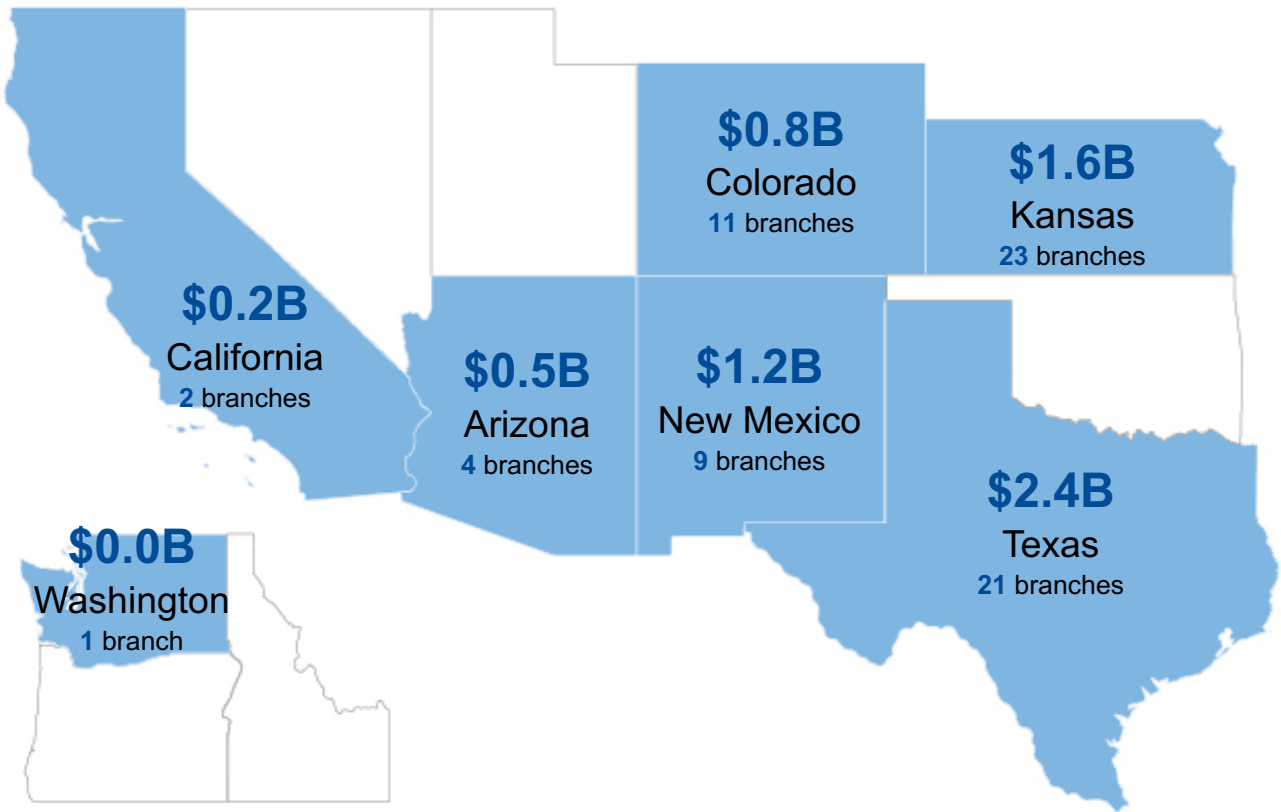 $0.8B
Colorado
11 branches
$1.6B
Kansas
23 branches
$0.2B
California
2 branches
$0.5B
Arizona
4 branches
$1.2B
New Mexico
9 branches
$2.4B
Texas
21 branches
$0.0B
Washington
1 branch